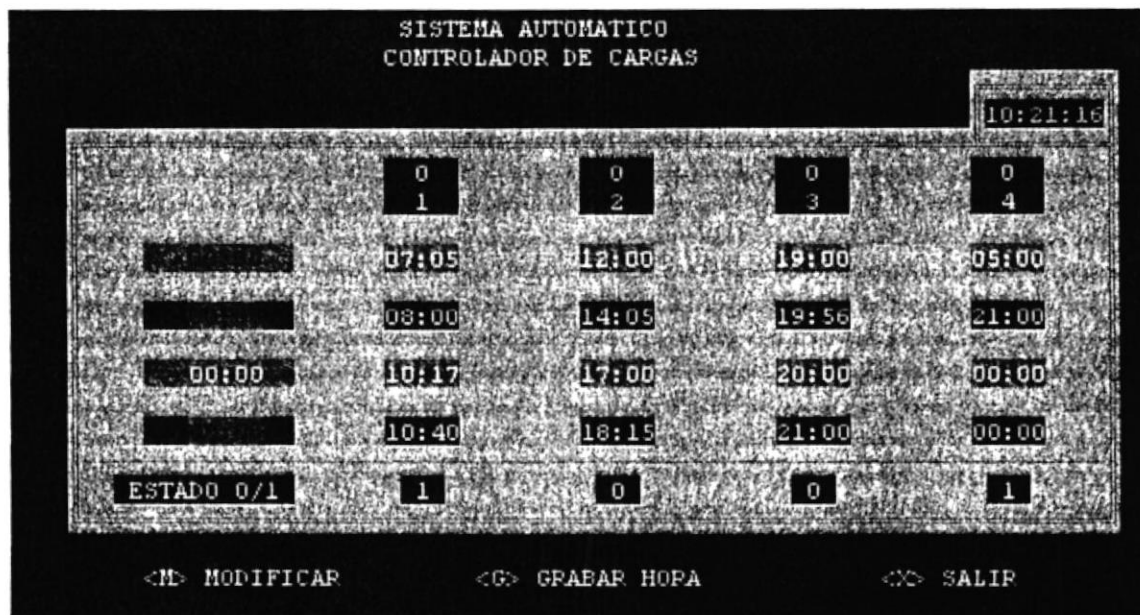 SISTEMA AUTOMATICO
CONTROLADOR DE CARGAS
10:21:16
0 0 0 0
1 2 3 4
07:05 12:00 19:00 05:00
08:00 14:05 19:56 21:00
00:00 10:17 17:00 20:00 00:00
10:40 18:15 21:00 00:00
ESTADO 0/1 1 0 0 1
<M> MODIFICAR <G> GRABAR HORA <X> SALIR